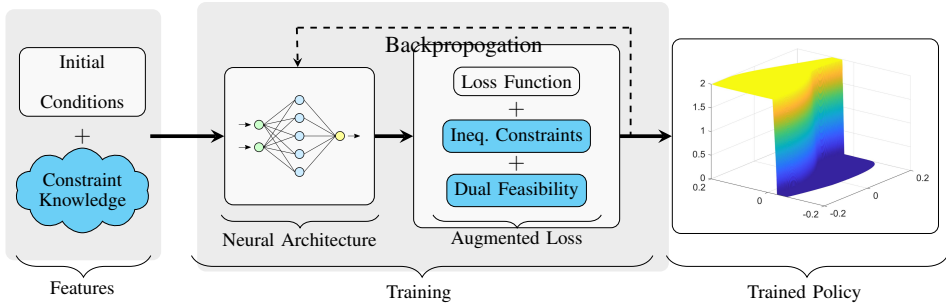 Initial
Conditions
+
Constraint
Knowledge
Features
Backpropogation
Neural Architecture
Loss Function
+
Ineq. Constraints
+
Dual Feasibility
Augmented Loss
Training
2
1.5
1
0.5
0
0.2
0
-0.2
-0.2
0
0.2
Trained Policy